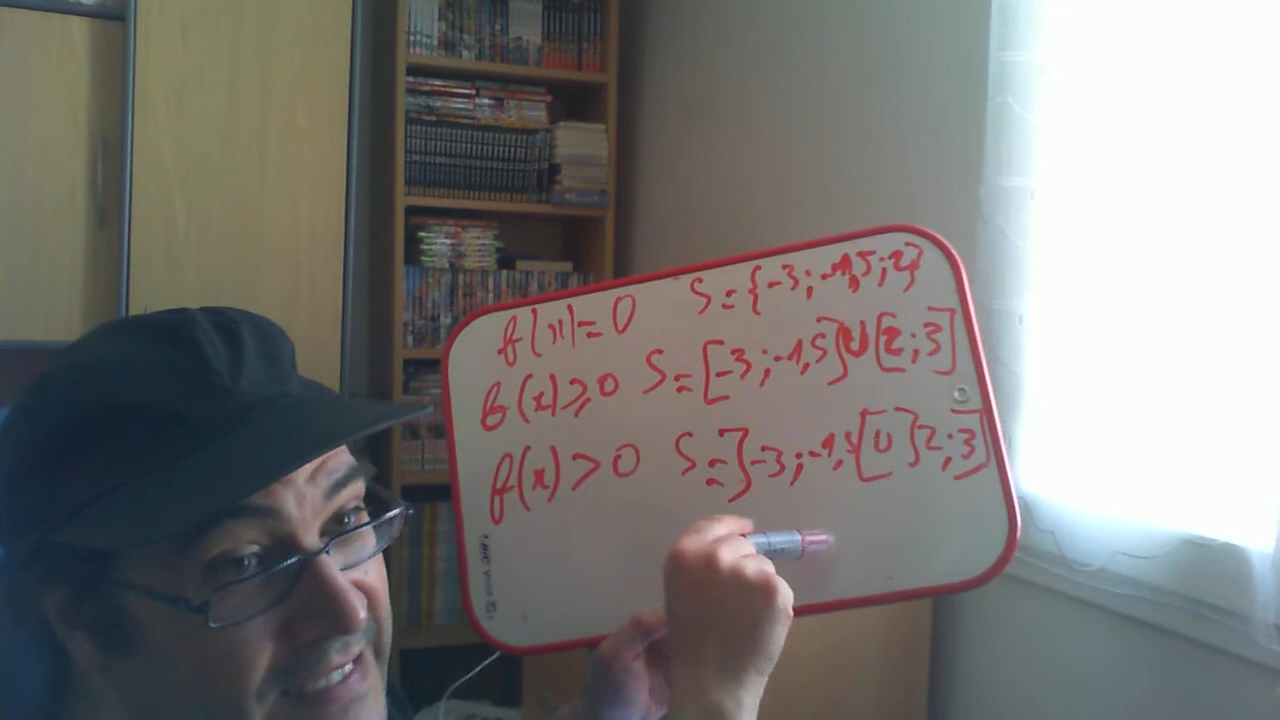 f(x)=0 S={-3;-1,5;2}
f(x)⩾0 S=[-3;-1,5]U[2;3]
f(x)>0 S=]-3;-1,5[U]2;3]